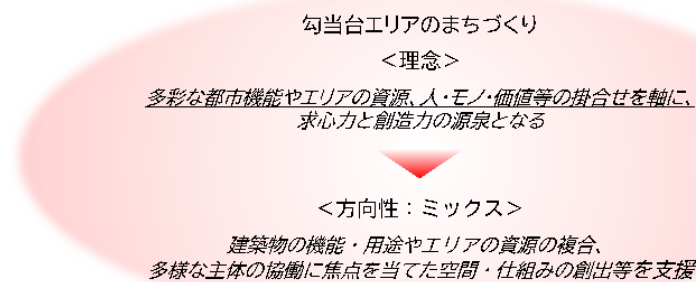 勾当台エリアのまちづくり
＜理念＞
多彩な都市機能やエリアの資源、人・モノ・価値等の掛合せを軸に、
求心力と創造力の源泉となる
＜方向性：ミックス＞
建築物の機能・用途やエリアの資源の複合、
多様な主体の協働に焦点を当てた空間・仕組みの創出等を支援